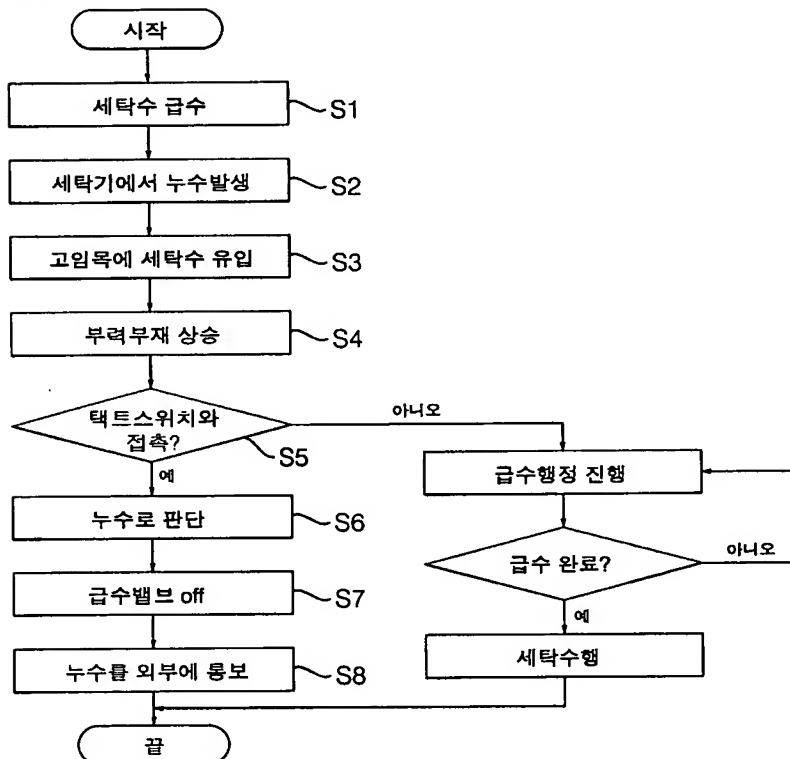 시작
세탁수 급수
S1
세탁기에서 누수발생
S2
고임목에 세탁수 유입
S3
부력부재 상승
S4
택트스위치와
접촉?
S5
아니오
예
급수행정 진행
누수로 판단
S6
급수 완료?
아니오
예
급수밸브 off
S7
세탁수행
누수를 외부에 통보
S8
끝